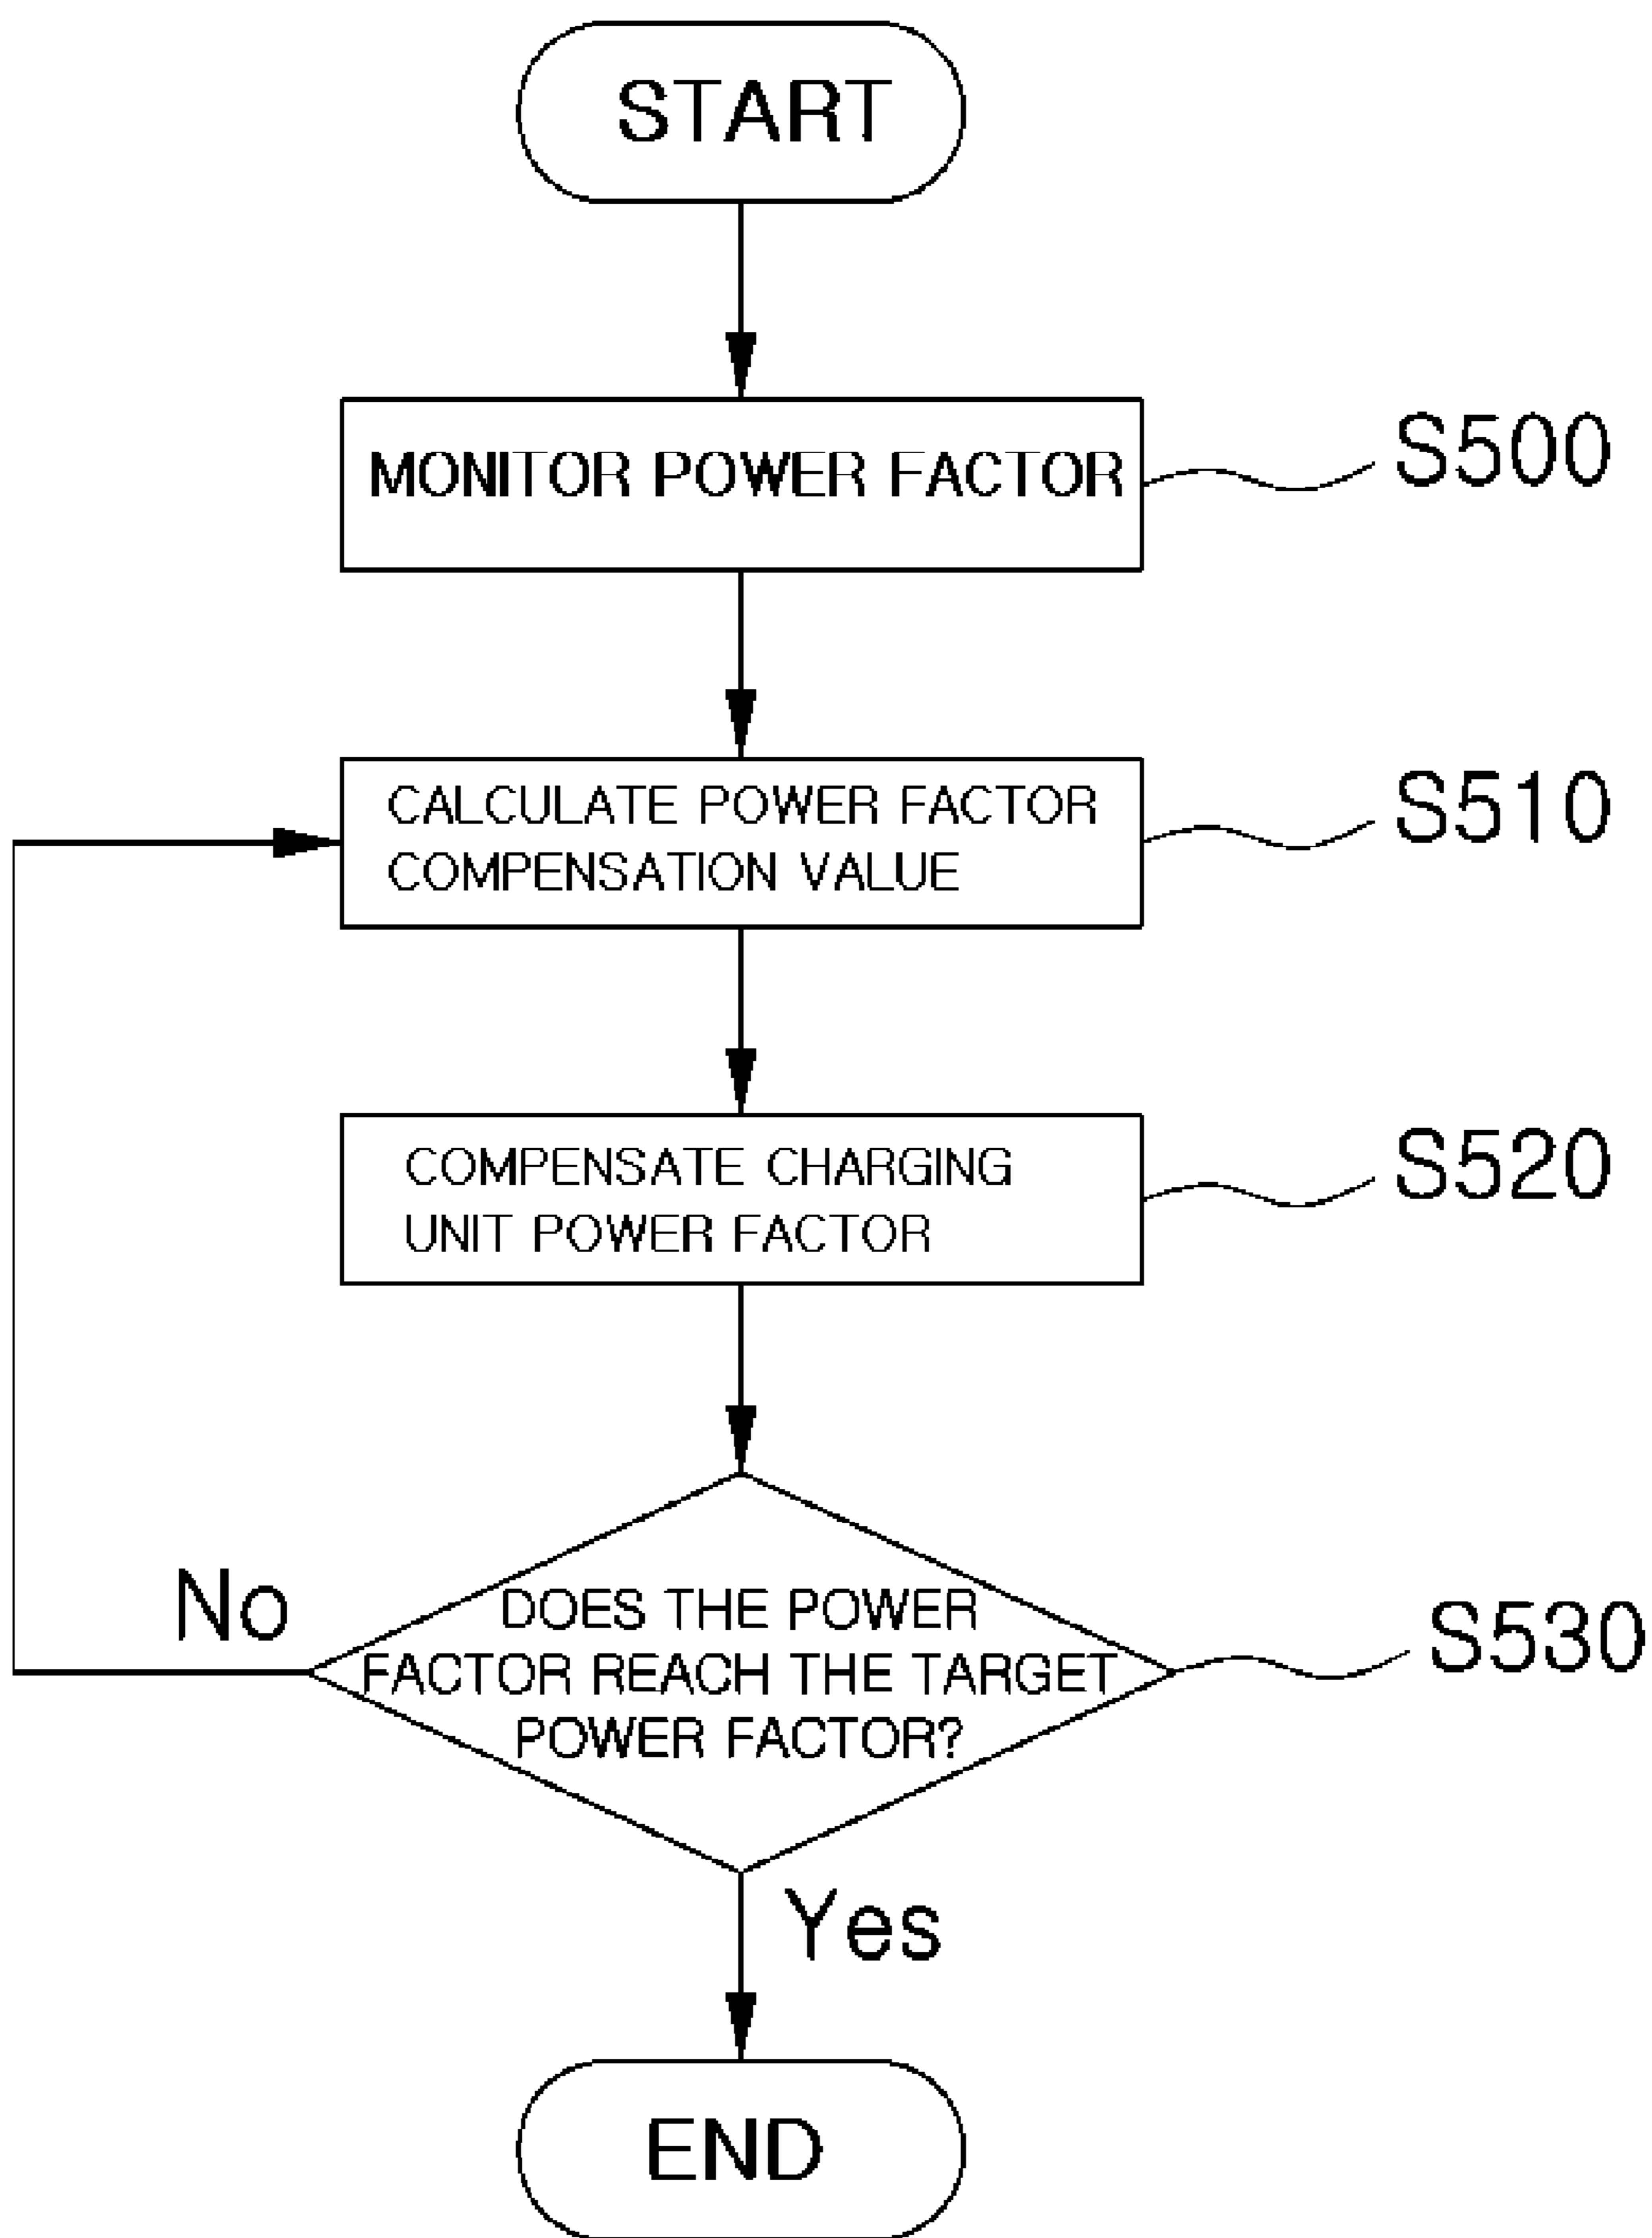 START
MONITOR POWER FACTOR
S500
CALCULATE POWER FACTOR
COMPENSATION VALUE
S510
COMPENSATE CHARGING
UNIT POWER FACTOR
S520
No
DOES THE POWER
FACTOR REACH THE TARGET
POWER FACTOR?
S530
Yes
END